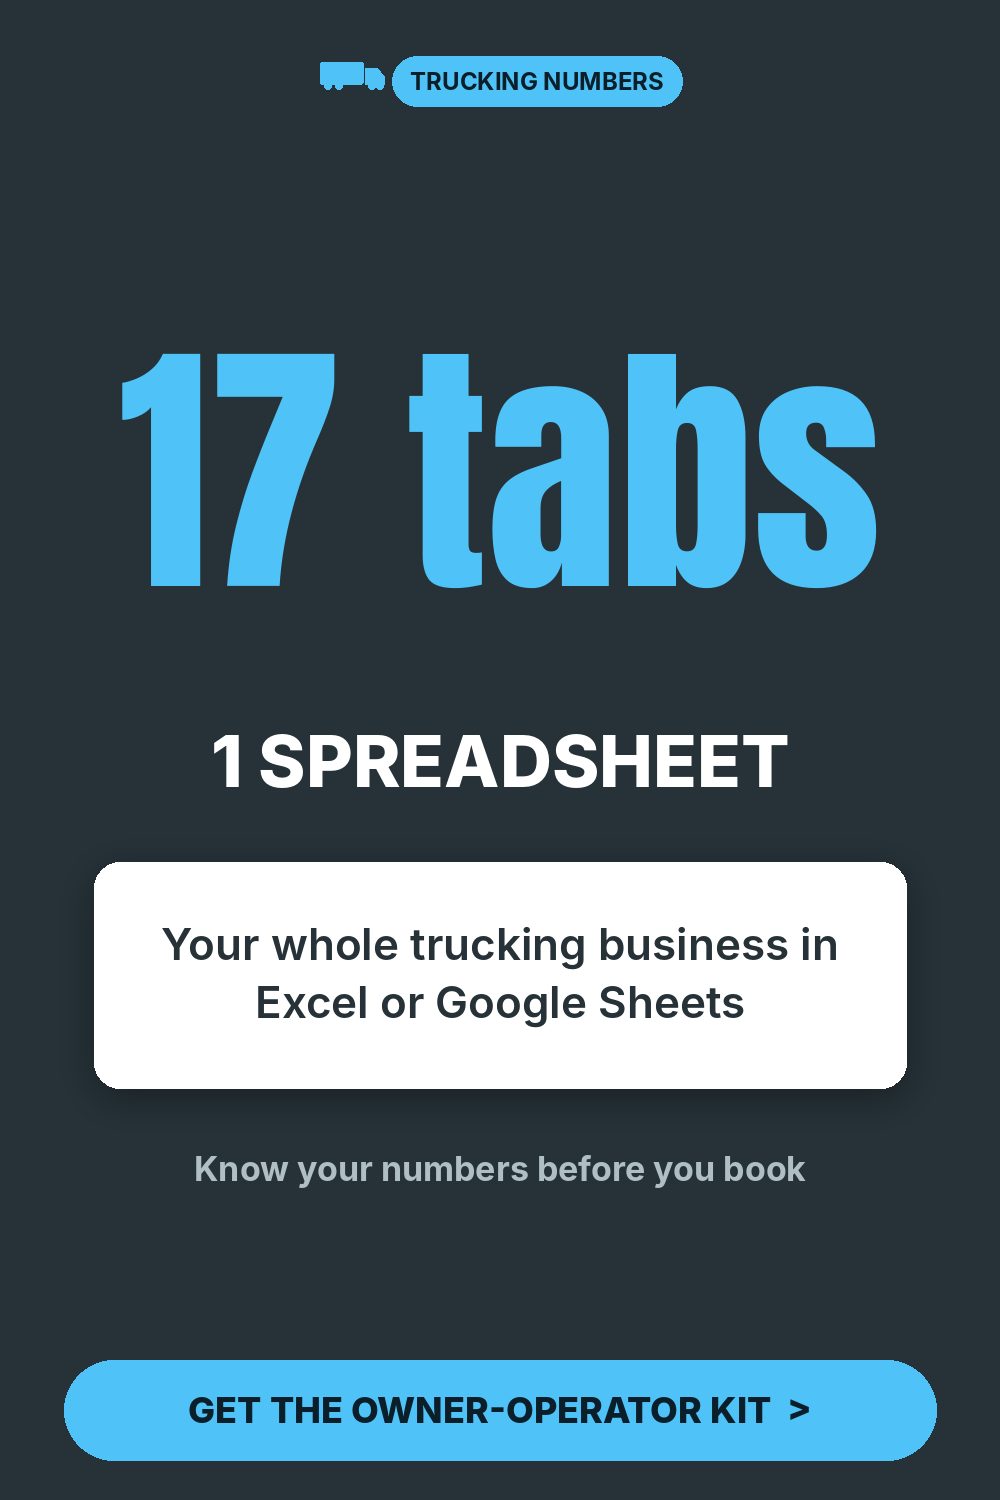 TRUCKING NUMBERS
17 tabs
1 SPREADSHEET
Your whole trucking business in
Excel or Google Sheets
Know your numbers before you book
GET THE OWNER-OPERATOR KIT >